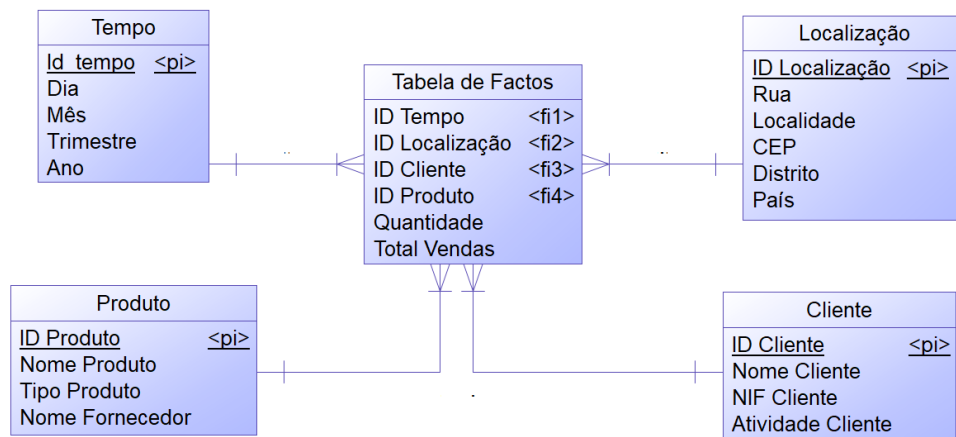 Tempo
Id_tempo <pi>
Dia
Mês
Trimestre
Ano
Tabela de Factos
ID Tempo <fi1>
ID Localização <fi2>
ID Cliente <fi3>
ID Produto <fi4>
Quantidade
Total Vendas
Localização
ID Localização <pi>
Rua
Localidade
CEP
Distrito
País
Produto
ID Produto <pi>
Nome Produto
Tipo Produto
Nome Fornecedor
Cliente
ID Cliente <pi>
Nome Cliente
NIF Cliente
Atividade Cliente